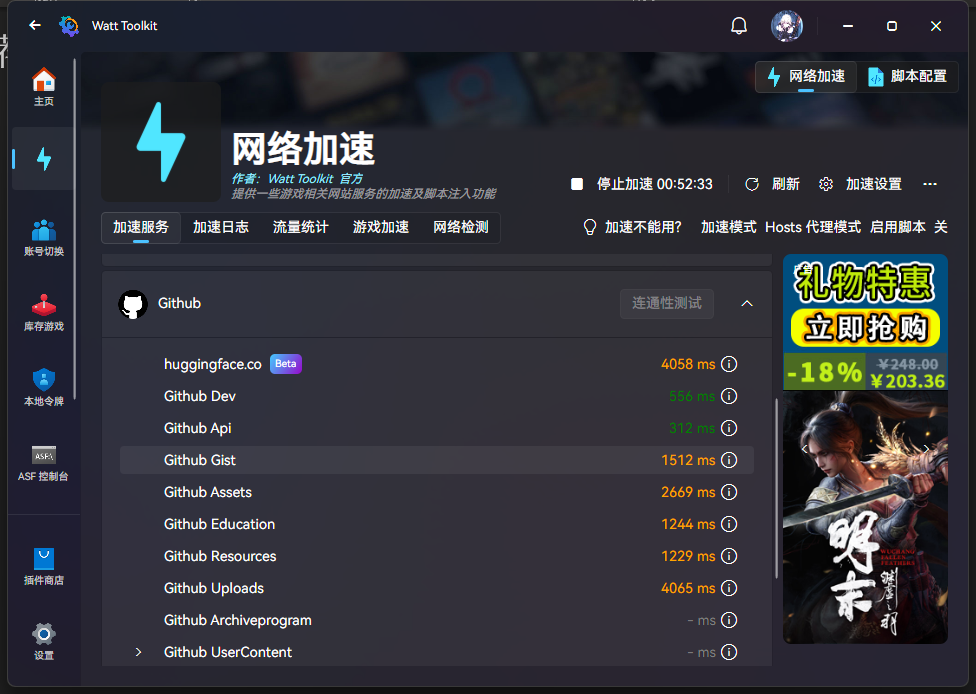 Watt Toolkit
主页
账号切换
库存游戏
本地令牌
ASF\
ASF 控制台
插件商店
设置
网络加速
脚本配置
网络加速
作者： Watt Toolkit 官方
提供一些游戏相关网站服务的加速及脚本注入功能
停止加速 00:52:33
刷新
加速设置
加速服务
加速日志
流量统计
游戏加速
网络检测
加速不能用?
加速模式 Hosts 代理模式
启用脚本 关
Github
连通性测试
huggingface.co Beta 4058 ms
Github Dev 556 ms
Github Api 312 ms
Github Gist 1512 ms
Github Assets 2669 ms
Github Education 1244 ms
Github Resources 1229 ms
Github Uploads 4065 ms
Github Archiveprogram - ms
Github UserContent - ms
礼物特惠
立即抢购
-18%
¥248.00
¥203.36
明末
WUCHANG
FALLEN
FEATHERS
渊虚之羽